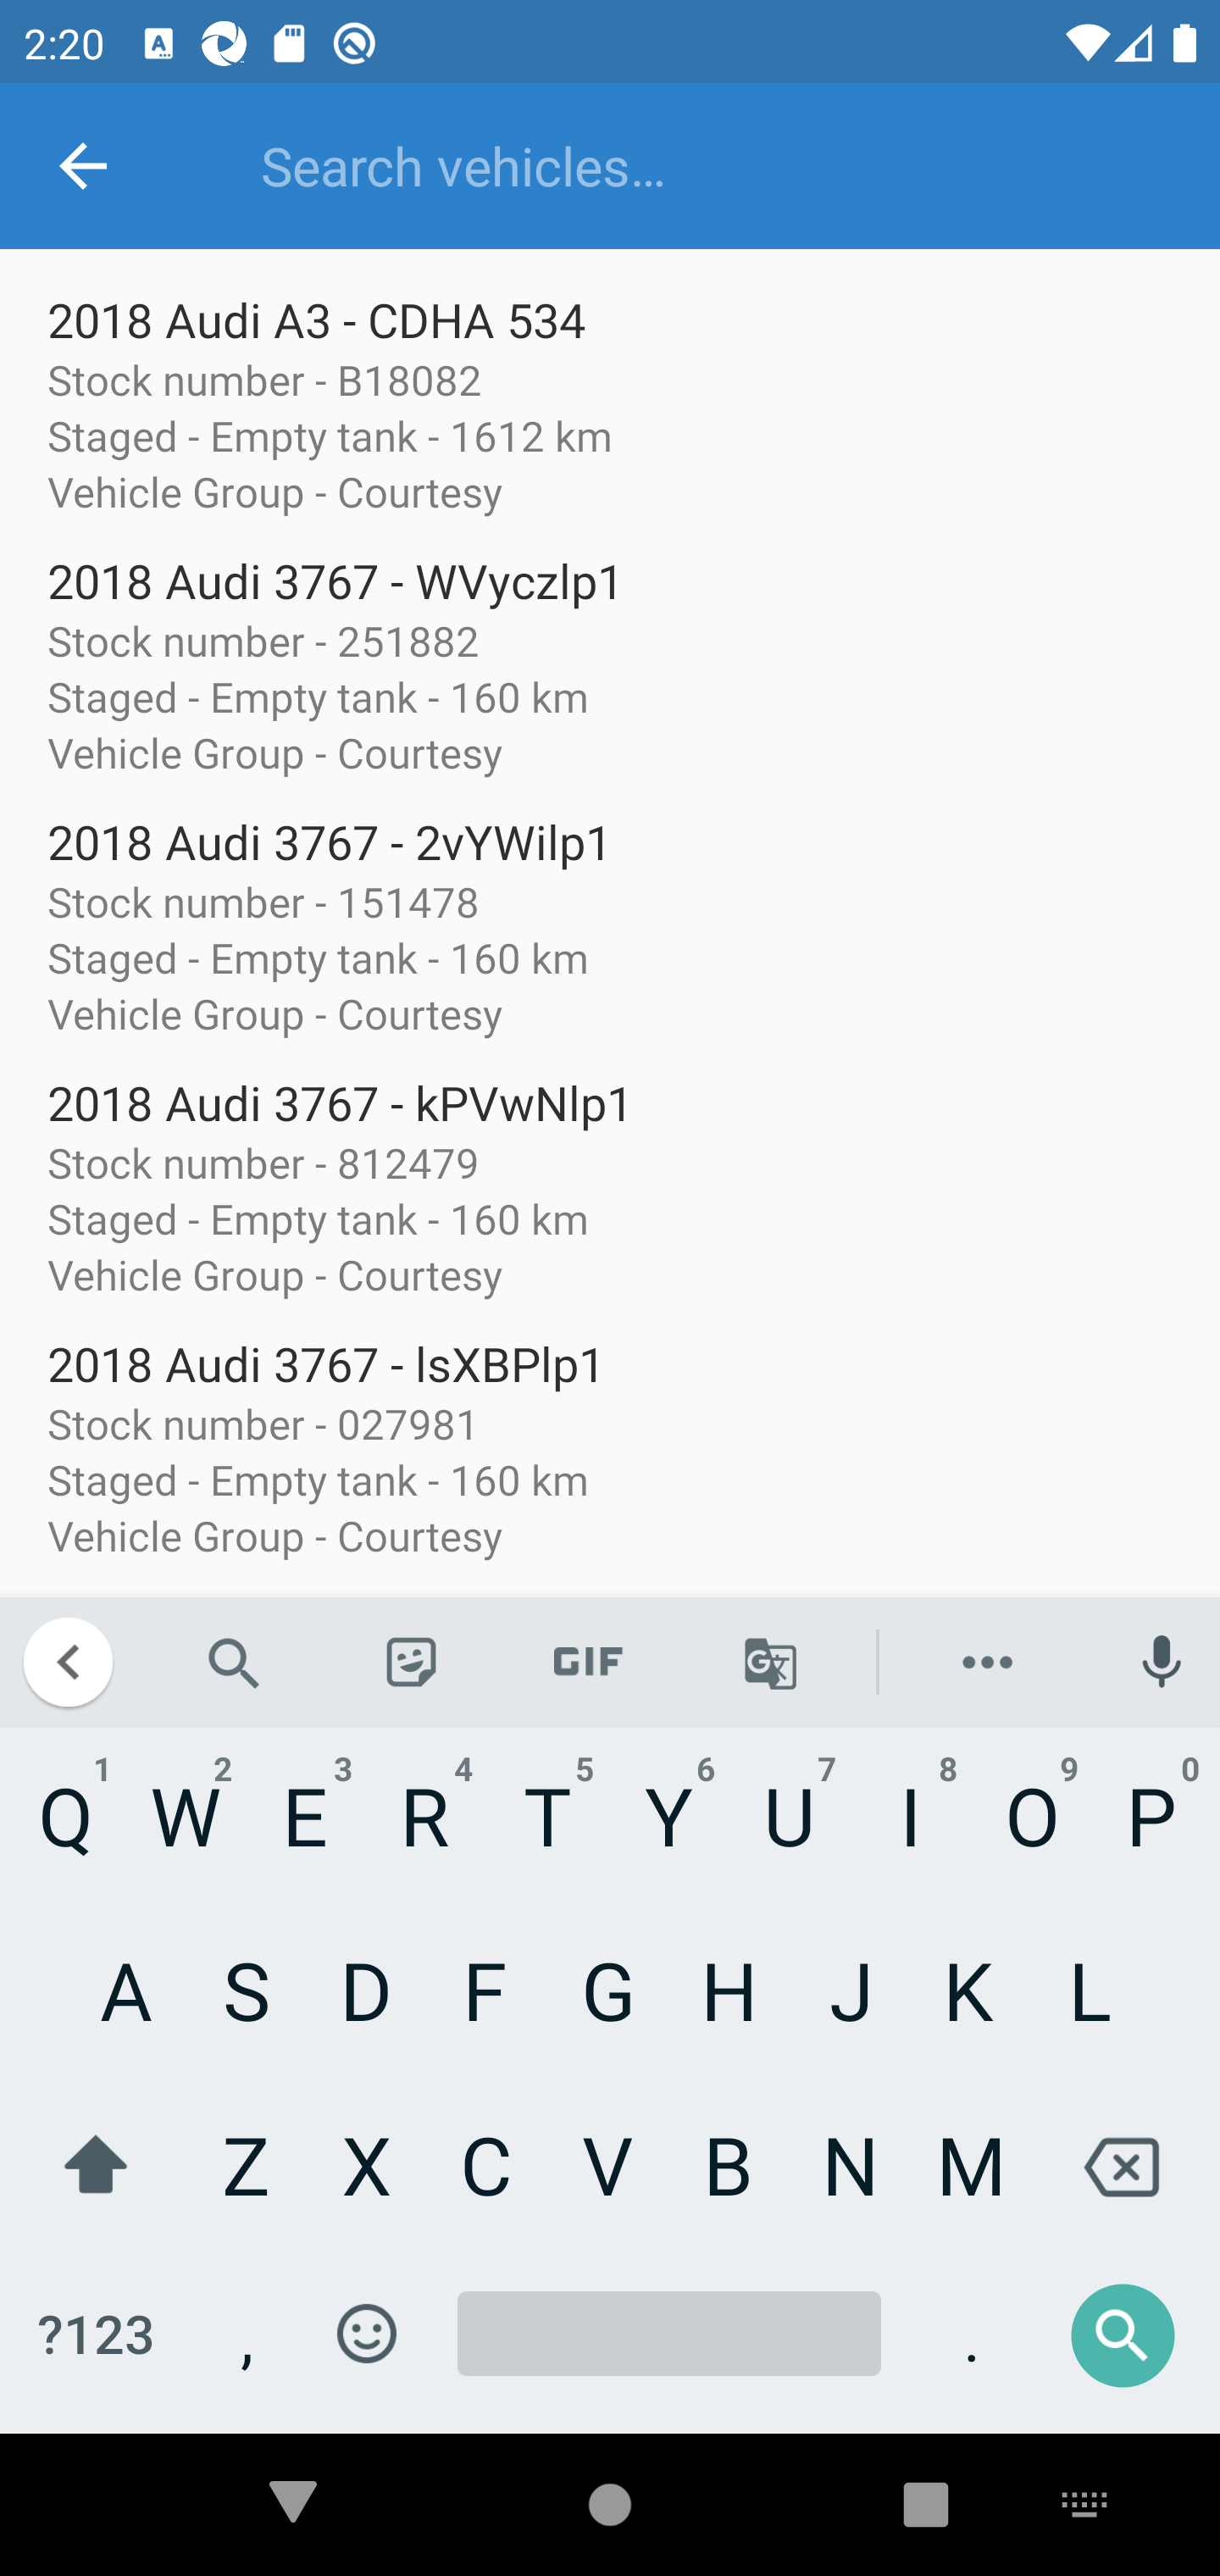 2:20
Search vehicles…
2018 Audi A3 - CDHA 534
Stock number - B18082
Staged - Empty tank - 1612 km
Vehicle Group - Courtesy
2018 Audi 3767 - WVyczlp1
Stock number - 251882
Staged - Empty tank - 160 km
Vehicle Group - Courtesy
2018 Audi 3767 - 2vYWilp1
Stock number - 151478
Staged - Empty tank - 160 km
Vehicle Group - Courtesy
2018 Audi 3767 - kPVwNlp1
Stock number - 812479
Staged - Empty tank - 160 km
Vehicle Group - Courtesy
2018 Audi 3767 - lsXBPlp1
Stock number - 027981
Staged - Empty tank - 160 km
Vehicle Group - Courtesy
GIF
1 2 3 4 5 6 7 8 9 0
Q W E R T Y U I O P
A S D F G H J K L
Z X C V B N M
?123 , .